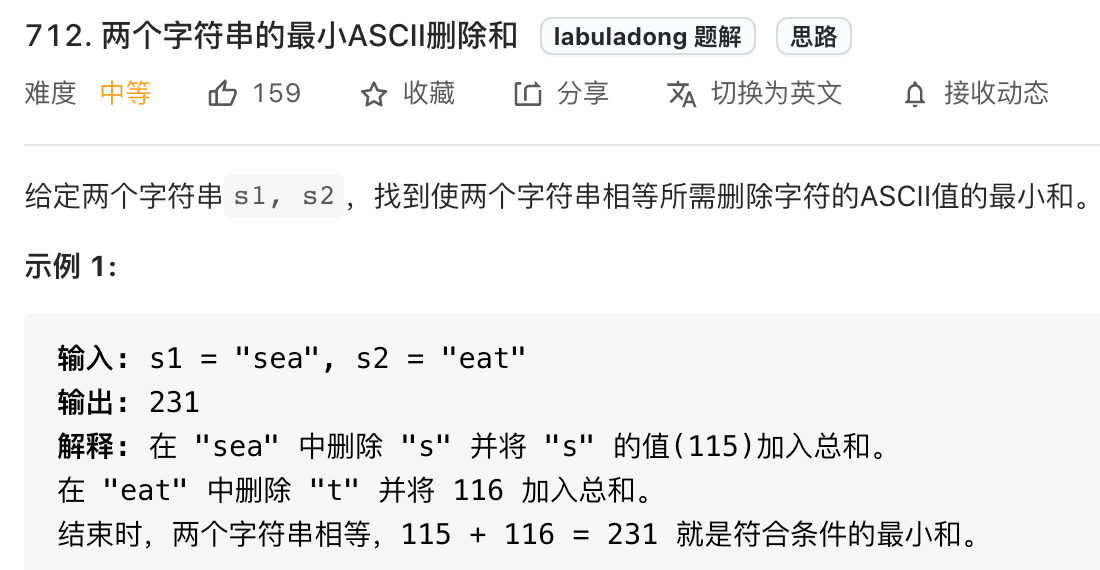 712. 两个字符串的最小ASCII删除和 labuladong 题解 思路
难度 中等 159 收藏 分享 切换为英文 接收动态
给定两个字符串s1, s2，找到使两个字符串相等所需删除字符的ASCII值的最小和。
示例 1:
输入: s1 = "sea", s2 = "eat"
输出: 231
解释: 在 "sea" 中删除 "s" 并将 "s" 的值(115)加入总和。
在 "eat" 中删除 "t" 并将 116 加入总和。
结束时，两个字符串相等，115 + 116 = 231 就是符合条件的最小和。